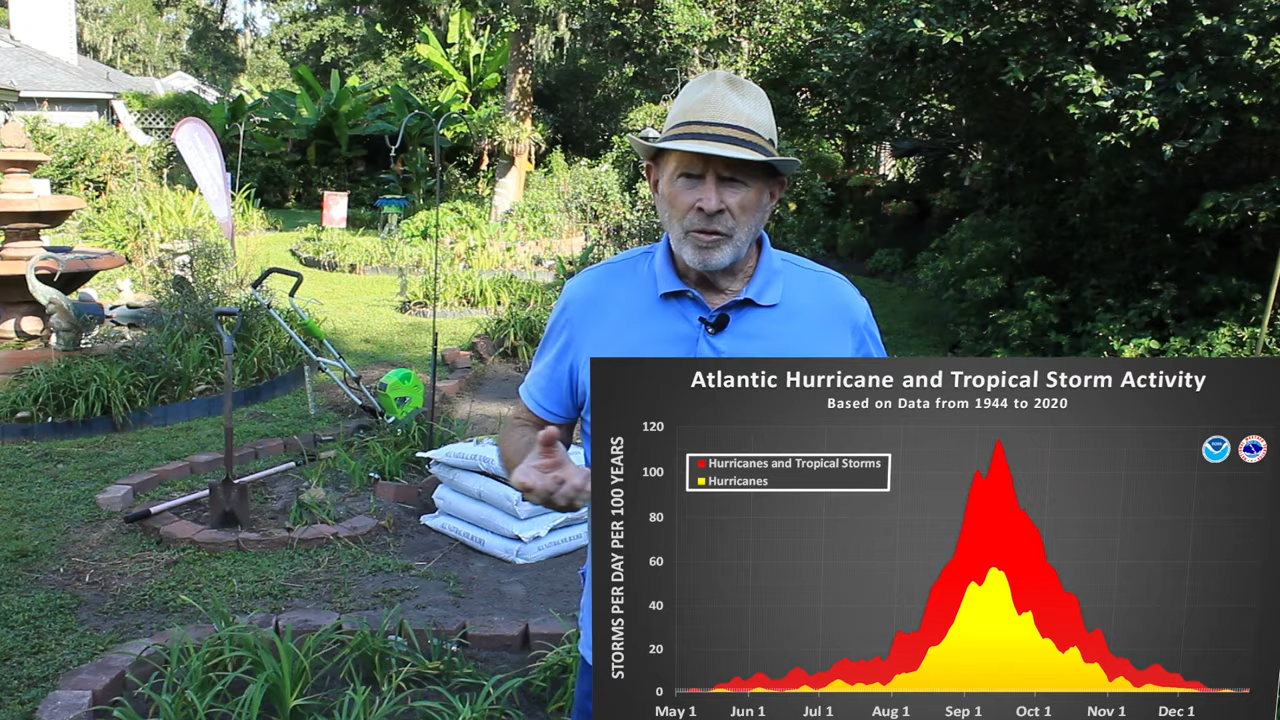 Atlantic Hurricane and Tropical Storm Activity
Based on Data from 1944 to 2020
STORMS PER DAY PER 100 YEARS
120
100
80
60
40
20
0
Hurricanes and Tropical Storms
Hurricanes
May 1 Jun 1 Jul 1 Aug 1 Sep 1 Oct 1 Nov 1 Dec 1